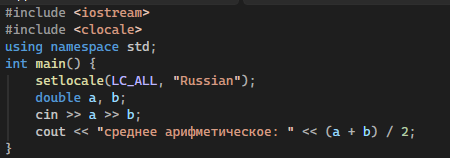 #include <iostream>
#include <clocale>
using namespace std;
int main() {
    setlocale(LC_ALL, "Russian");
    double a, b;
    cin >> a >> b;
    cout << "среднее арифметическое: " << (a + b) / 2;
}